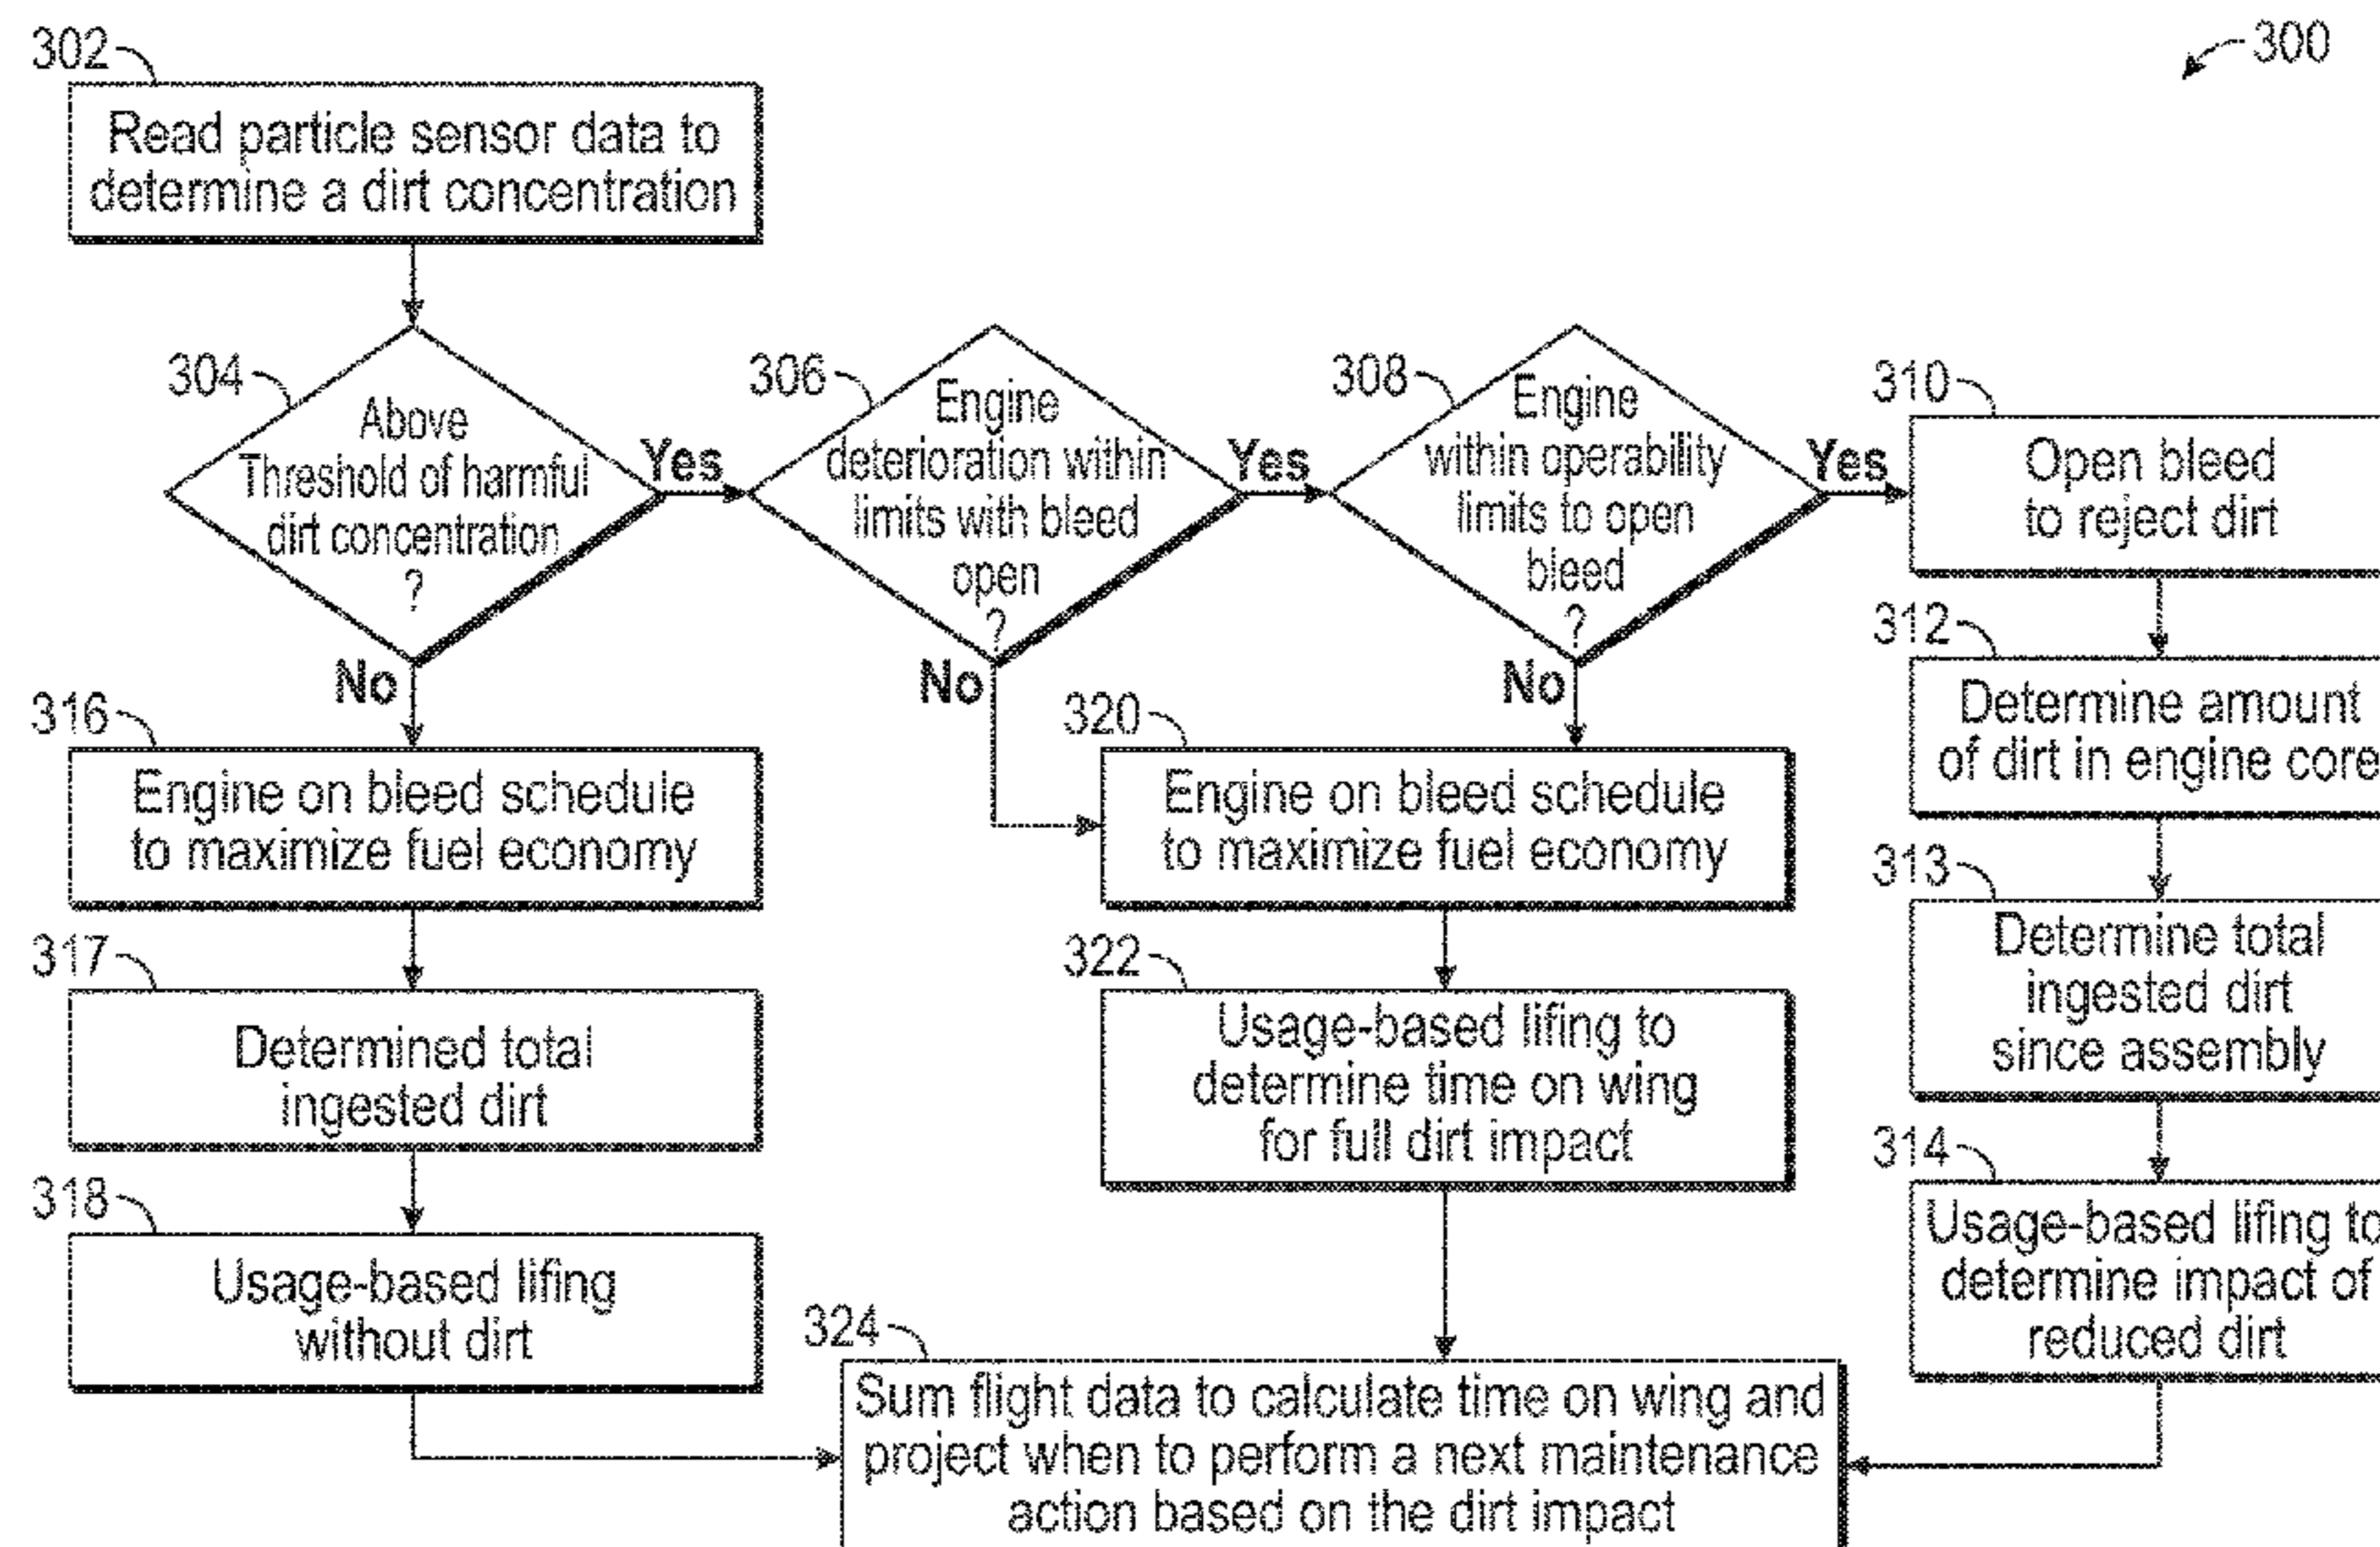 300
302
Read particle sensor data to
determine a dirt concentration
304
Above
Threshold of harmful
dirt concentration
?
Yes
No
306
Engine
deterioration within
limits with bleed
open
?
Yes
No
308
Engine
within operability
limits to open
bleed
?
Yes
No
310
Open bleed
to reject dirt
312
Determine amount
of dirt in engine core
313
Determine total
ingested dirt
since assembly
314
Usage-based lifing to
determine impact of
reduced dirt
316
Engine on bleed schedule
to maximize fuel economy
317
Determined total
ingested dirt
318
Usage-based lifing
without dirt
320
Engine on bleed schedule
to maximize fuel economy
322
Usage-based lifing to
determine time on wing
for full dirt impact
324
Sum flight data to calculate time on wing and
project when to perform a next maintenance
action based on the dirt impact